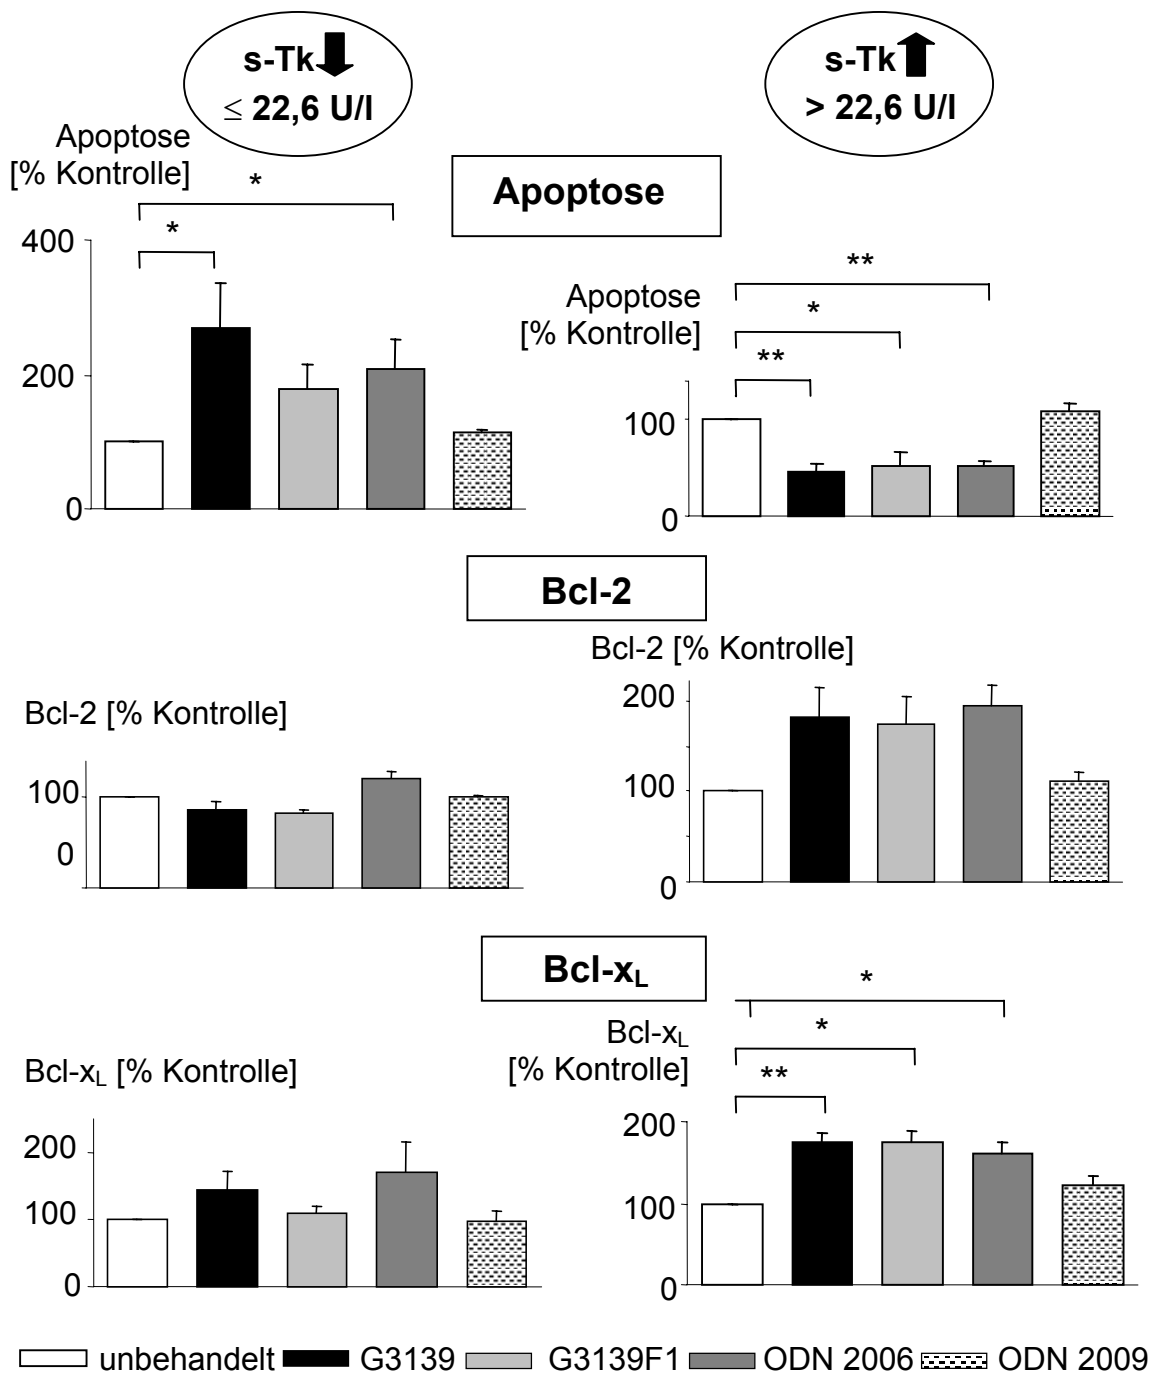 s-Tk
≤ 22,6 U/l
s-Tk
> 22,6 U/l
Apoptose
Apoptose
[% Kontrolle]
*
*
400
200
0
Apoptose
[% Kontrolle]
**
*
**
100
0
Bcl-2
Bcl-2 [% Kontrolle]
100
0
Bcl-2 [% Kontrolle]
200
100
0
Bcl-xL
Bcl-xL [% Kontrolle]
200
100
0
Bcl-xL
[% Kontrolle]
*
*
**
200
100
0
unbehandelt G3139 G3139F1 ODN 2006 ODN 2009